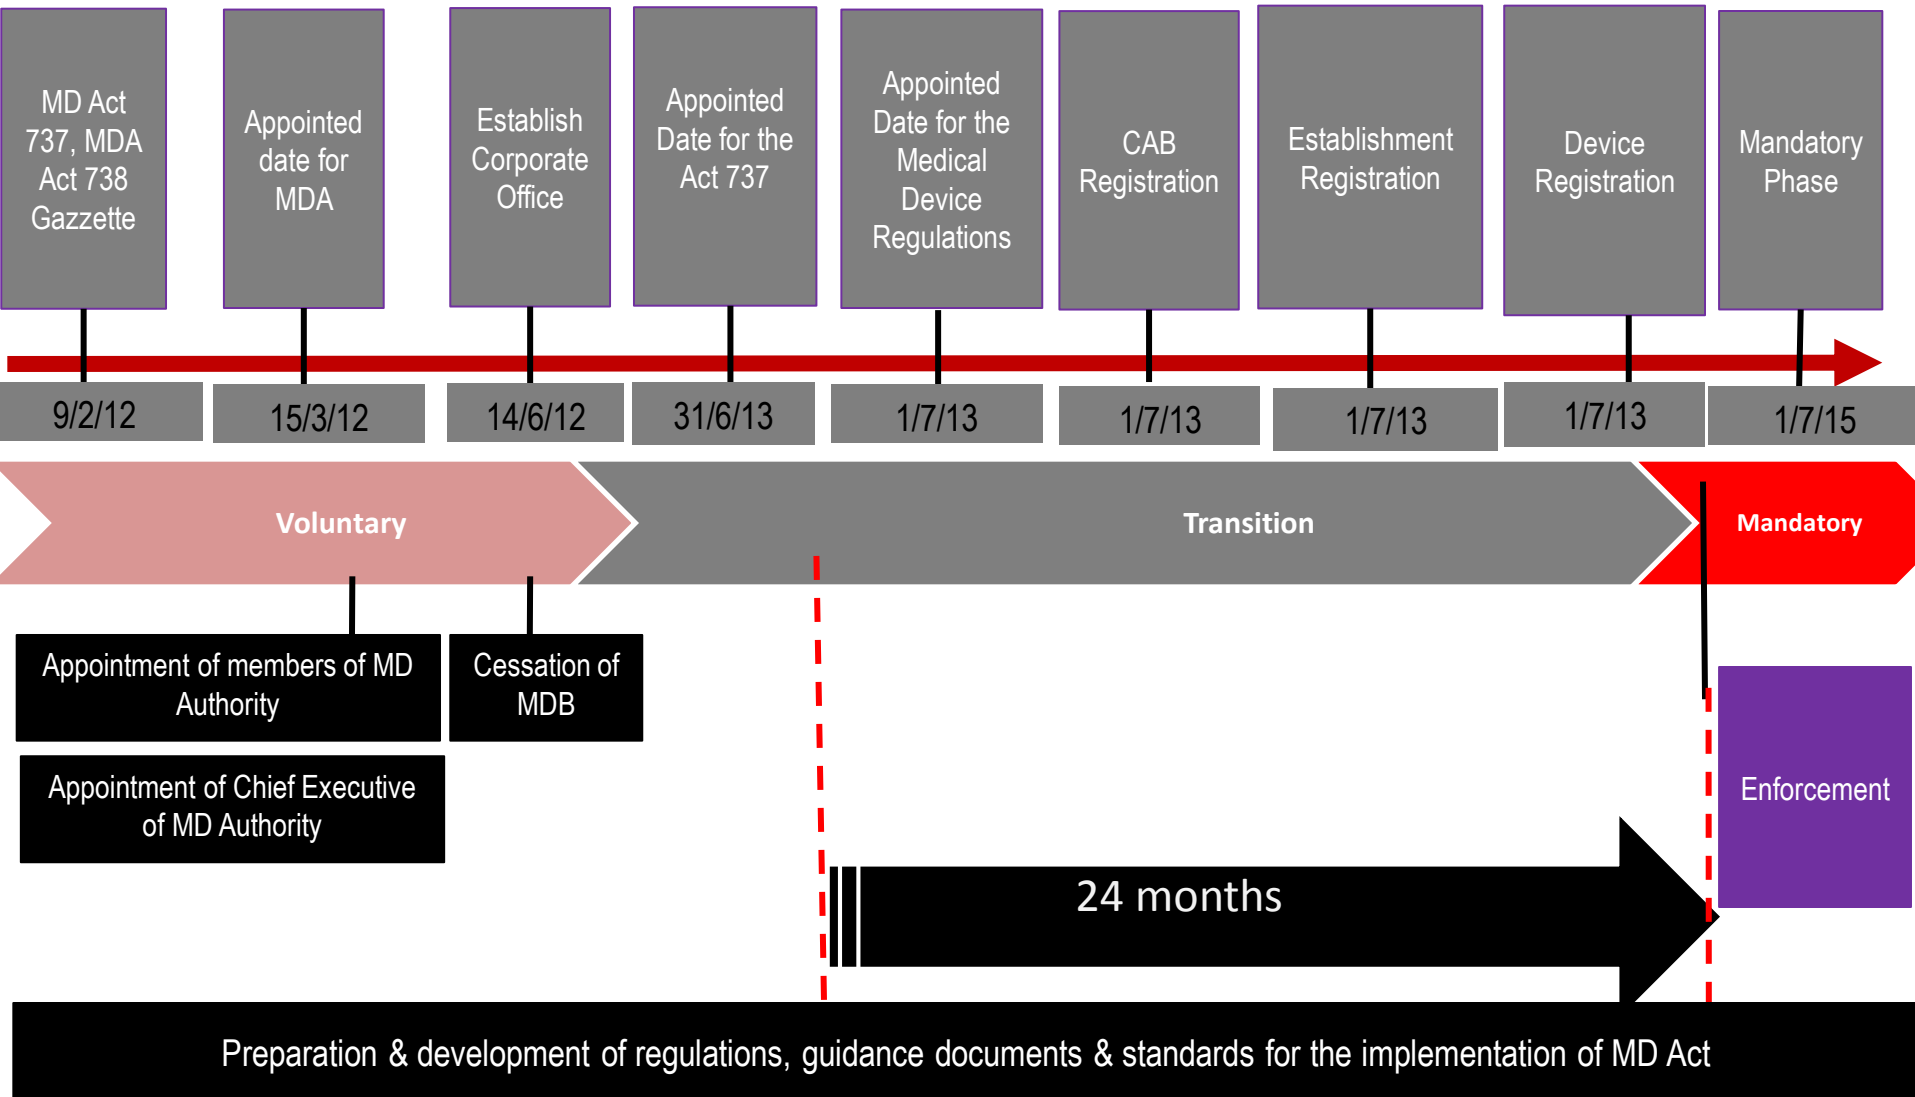 MD Act
737, MDA
Act 738
Gazzette
Appointed
date for
MDA
Establish
Corporate
Office
Appointed
Date for the
Act 737
Appointed
Date for the
Medical
Device
Regulations
CAB
Registration
Establishment
Registration
Device
Registration
Mandatory
Phase
9/2/12
15/3/12
14/6/12
31/6/13
1/7/13
1/7/13
1/7/13
1/7/13
1/7/15
Voluntary
Transition
Mandatory
Appointment of members of MD
Authority
Cessation of
MDB
Appointment of Chief Executive
of MD Authority
Enforcement
24 months
Preparation & development of regulations, guidance documents & standards for the implementation of MD Act